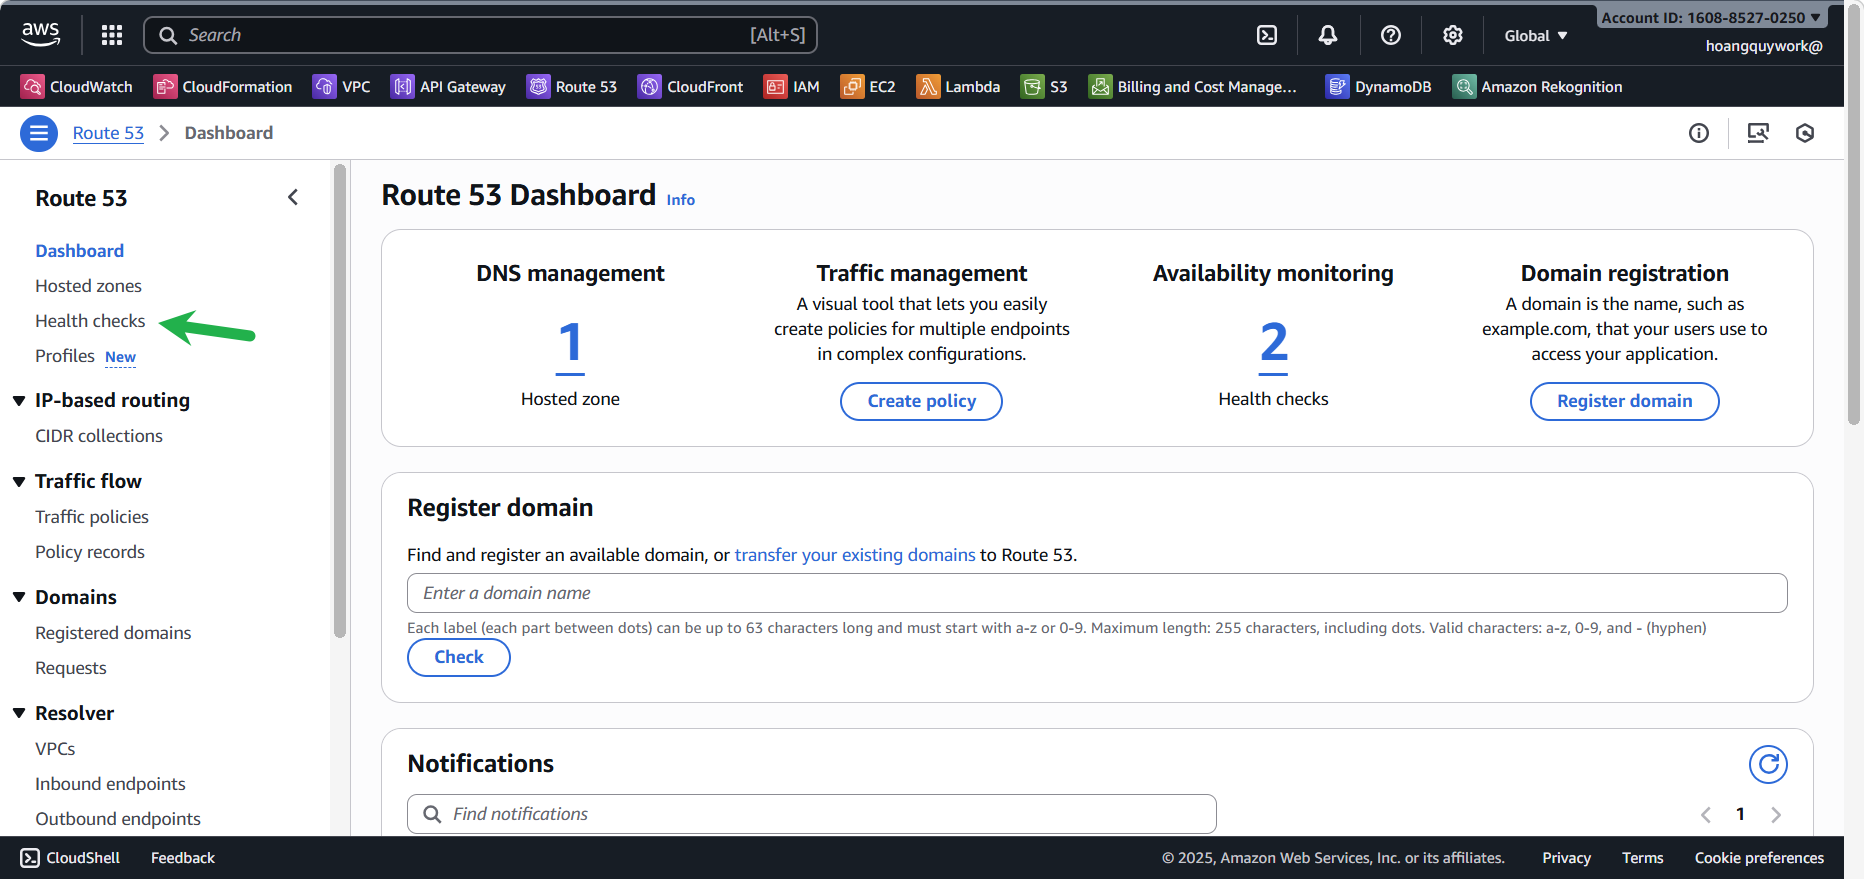 aws
Search
[Alt+S]
Global
Account ID: 1608-8527-0250
hoangquywork@
CloudWatch
CloudFormation
VPC
API Gateway
Route 53
CloudFront
IAM
EC2
Lambda
S3
Billing and Cost Manage...
DynamoDB
Amazon Rekognition
Route 53
Dashboard
Route 53
Dashboard
Hosted zones
Health checks
Profiles New
IP-based routing
CIDR collections
Traffic flow
Traffic policies
Policy records
Domains
Registered domains
Requests
Resolver
VPCs
Inbound endpoints
Outbound endpoints
Route 53 Dashboard Info
DNS management
1
Hosted zone
Traffic management
A visual tool that lets you easily
create policies for multiple endpoints
in complex configurations.
Create policy
Availability monitoring
2
Health checks
Domain registration
A domain is the name, such as
example.com, that your users use to
access your application.
Register domain
Register domain
Find and register an available domain, or transfer your existing domains to Route 53.
Enter a domain name
Each label (each part between dots) can be up to 63 characters long and must start with a-z or 0-9. Maximum length: 255 characters, including dots. Valid characters: a-z, 0-9, and - (hyphen)
Check
Notifications
Find notifications
1
CloudShell
Feedback
© 2025, Amazon Web Services, Inc. or its affiliates.
Privacy
Terms
Cookie preferences